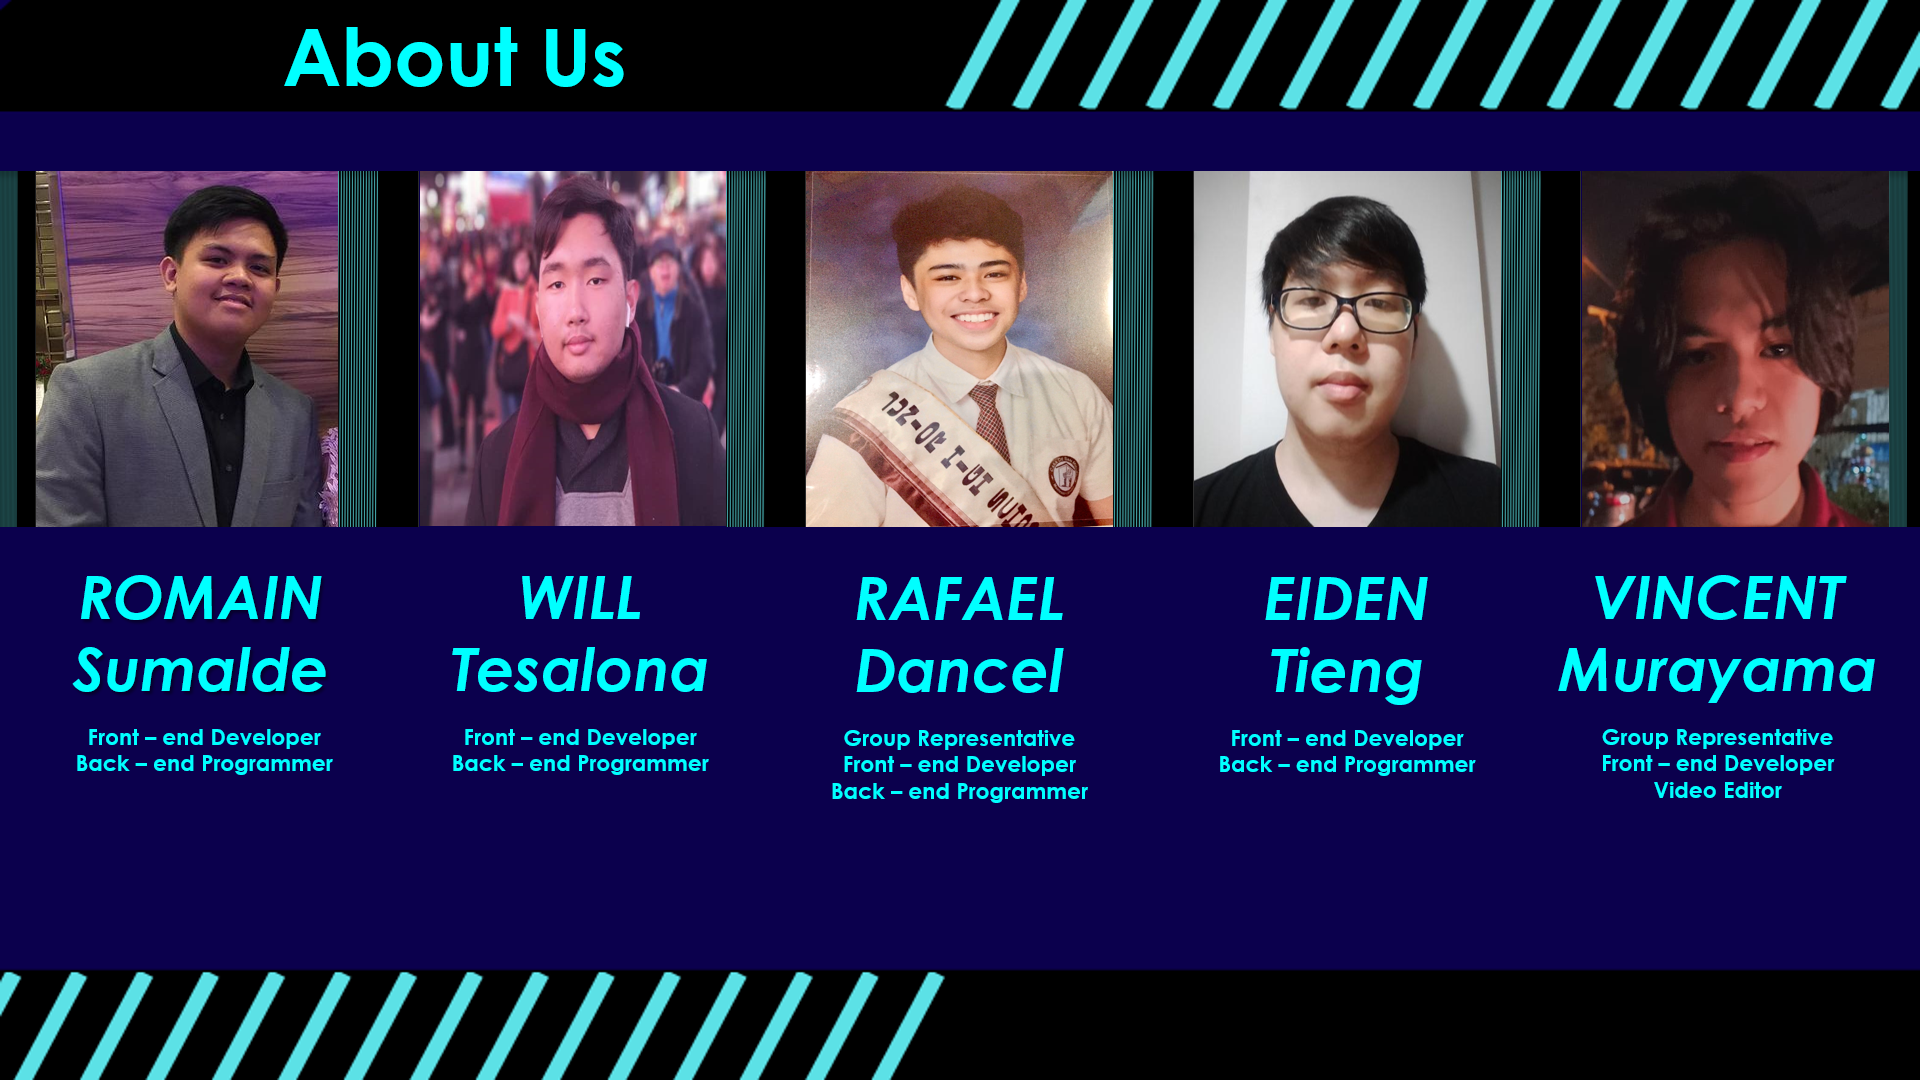 About Us
ROMAIN
Sumalde
Front – end Developer
Back – end Programmer
WILL
Tesalona
Front – end Developer
Back – end Programmer
RAFAEL
Dancel
Group Representative
Front – end Developer
Back – end Programmer
EIDEN
Tieng
Front – end Developer
Back – end Programmer
VINCENT
Murayama
Group Representative
Front – end Developer
Video Editor